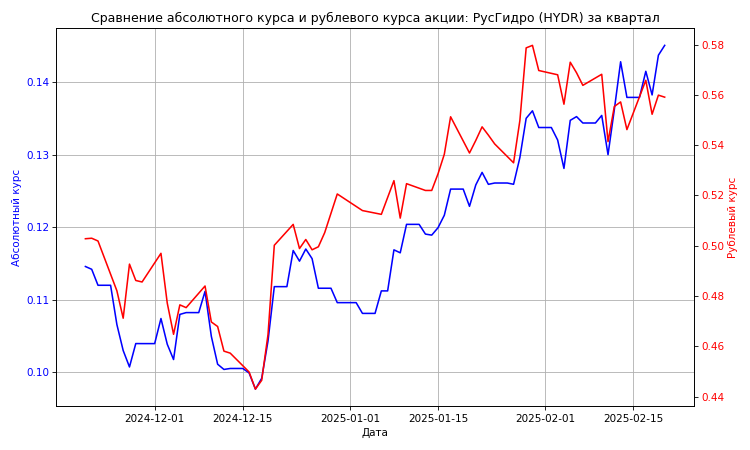 Сравнение абсолютного курса и рублевого курса акции: РусГидро (HYDR) за квартал
Абсолютный курс
0.14
0.13
0.12
0.11
0.10
0.58
0.56
0.54
0.52
0.50
0.48
0.46
0.44
Рублевый курс
2024-12-01 2024-12-15 2025-01-01 2025-01-15 2025-02-01 2025-02-15
Дата